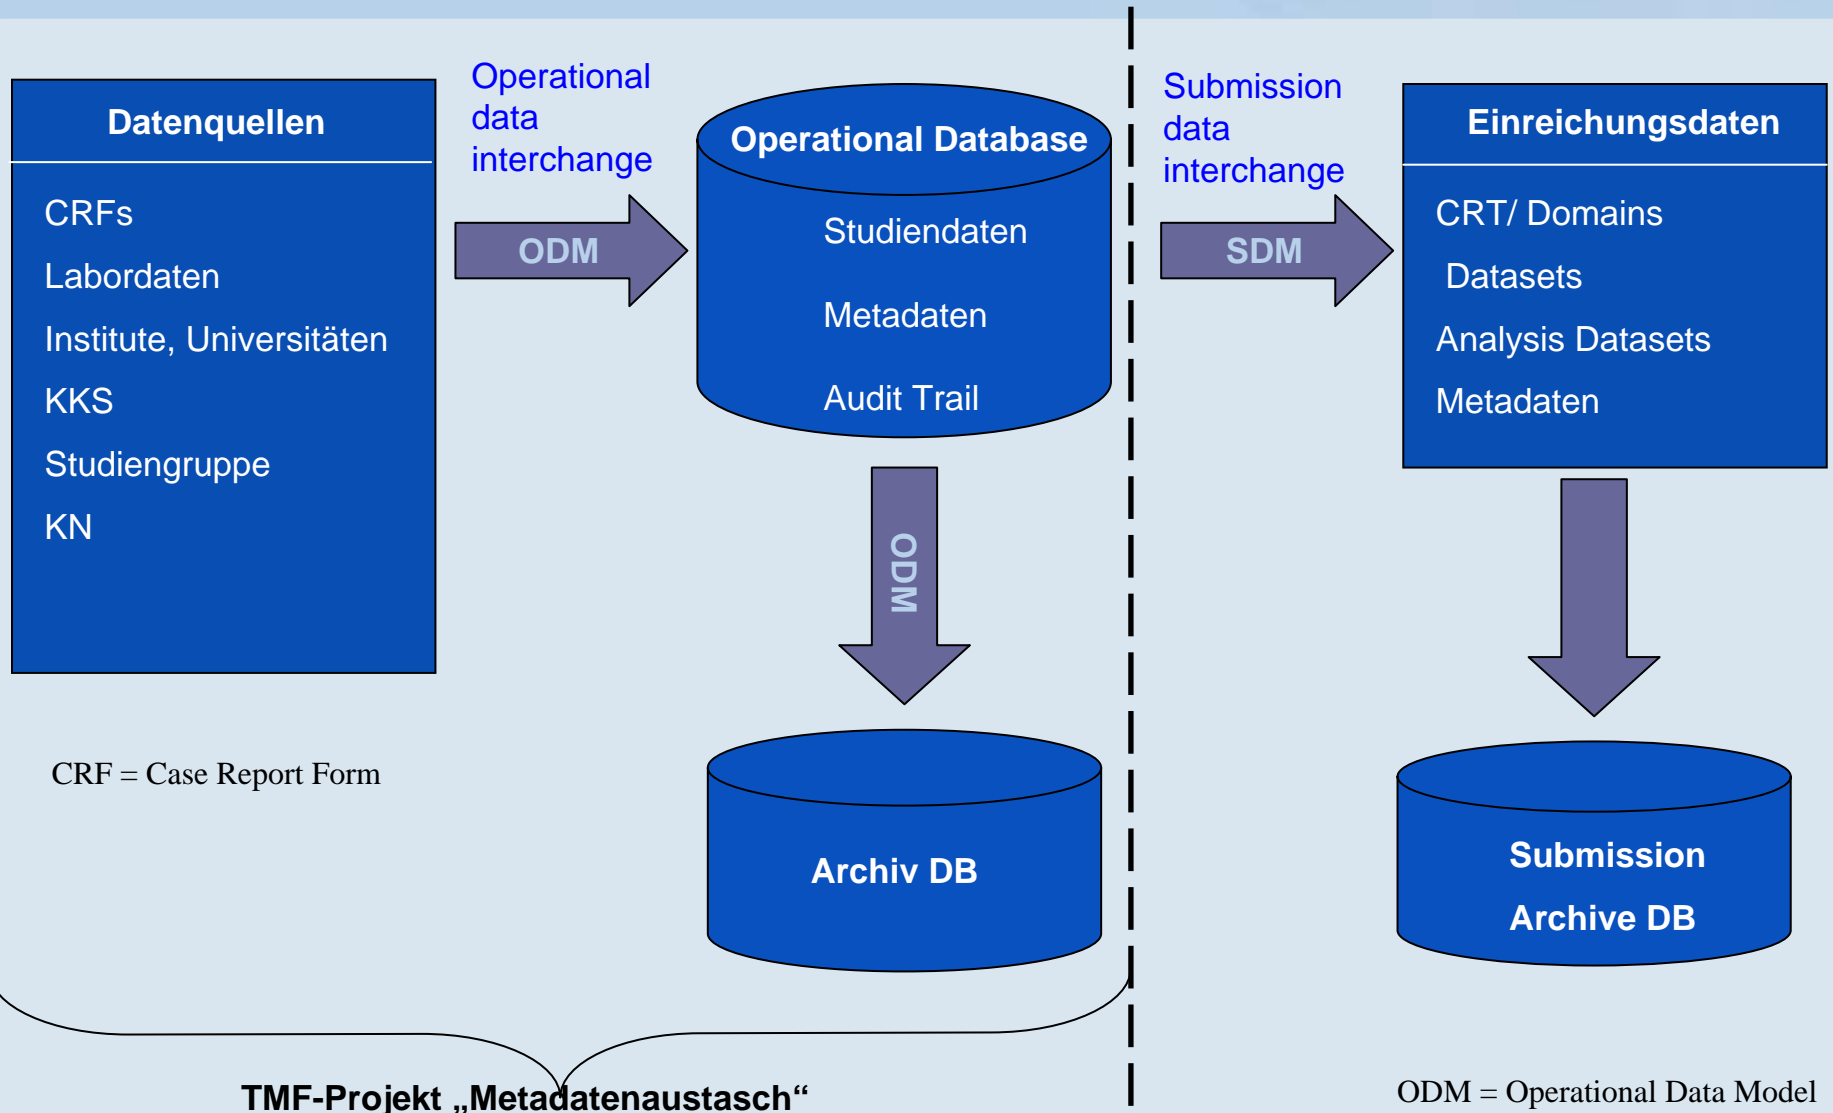 Datenquellen
CRFs
Labordaten
Institute, Universitäten
KKS
Studiengruppe
KN
Operational
data
interchange
ODM
Operational Database
Studiendaten
Metadaten
Audit Trail
ODM
Archiv DB
Submission
data
interchange
SDM
Einreichungsdaten
CRT/ Domains
Datasets
Analysis Datasets
Metadaten
Submission
Archive DB
CRF = Case Report Form
TMF-Projekt „Metadatenaustasch“
ODM = Operational Data Model